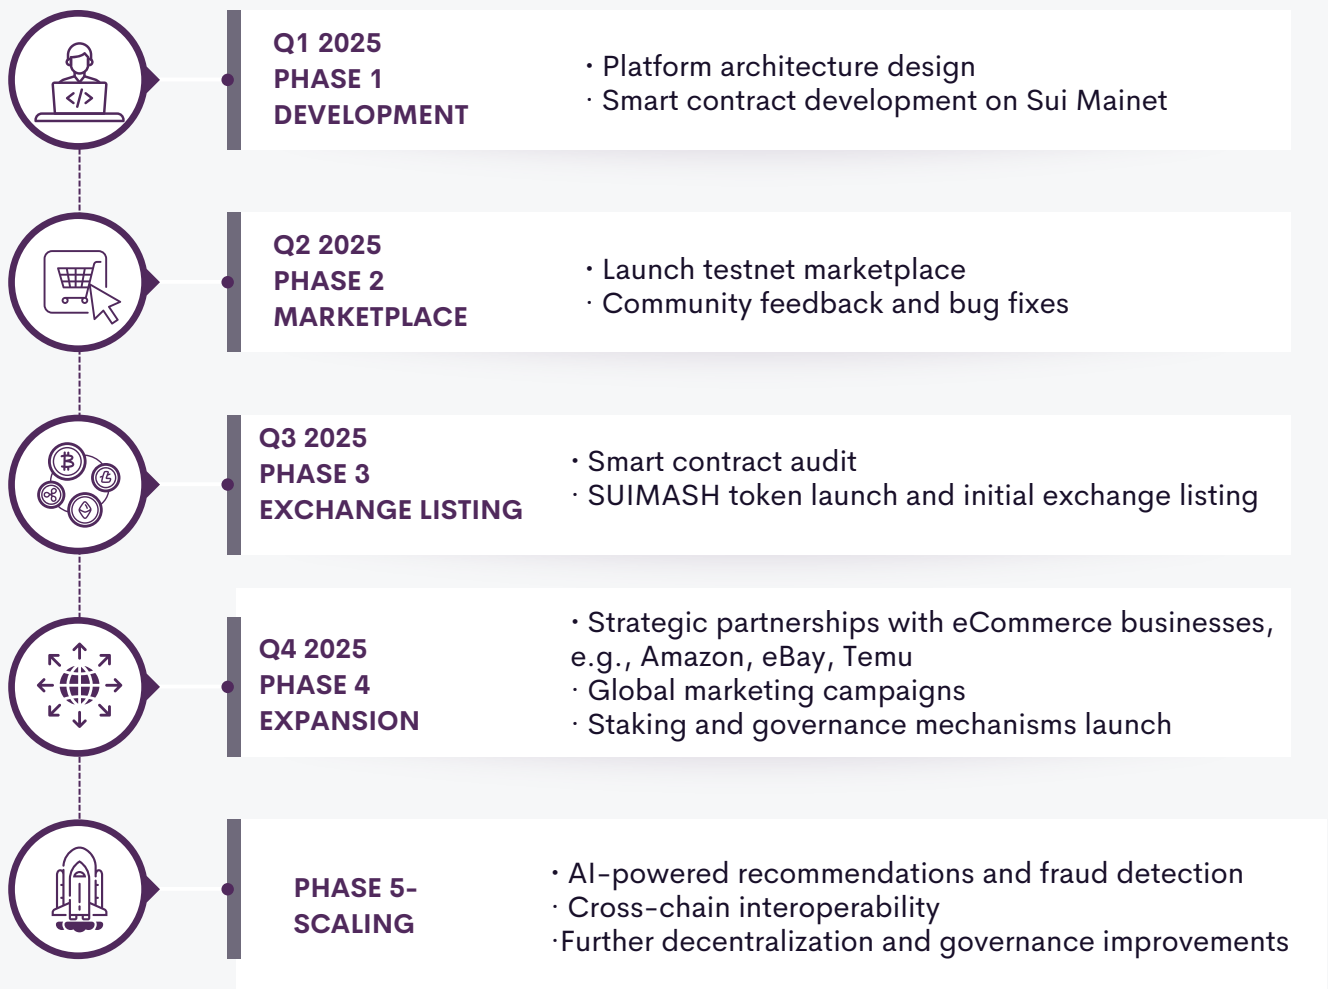 Q1 2025
PHASE 1
DEVELOPMENT
· Platform architecture design
· Smart contract development on Sui Mainet
Q2 2025
PHASE 2
MARKETPLACE
· Launch testnet marketplace
· Community feedback and bug fixes
Q3 2025
PHASE 3
EXCHANGE LISTING
· Smart contract audit
· SUIMASH token launch and initial exchange listing
Q4 2025
PHASE 4
EXPANSION
· Strategic partnerships with eCommerce businesses,
e.g., Amazon, eBay, Temu
· Global marketing campaigns
· Staking and governance mechanisms launch
PHASE 5-
SCALING
· AI-powered recommendations and fraud detection
· Cross-chain interoperability
·Further decentralization and governance improvements